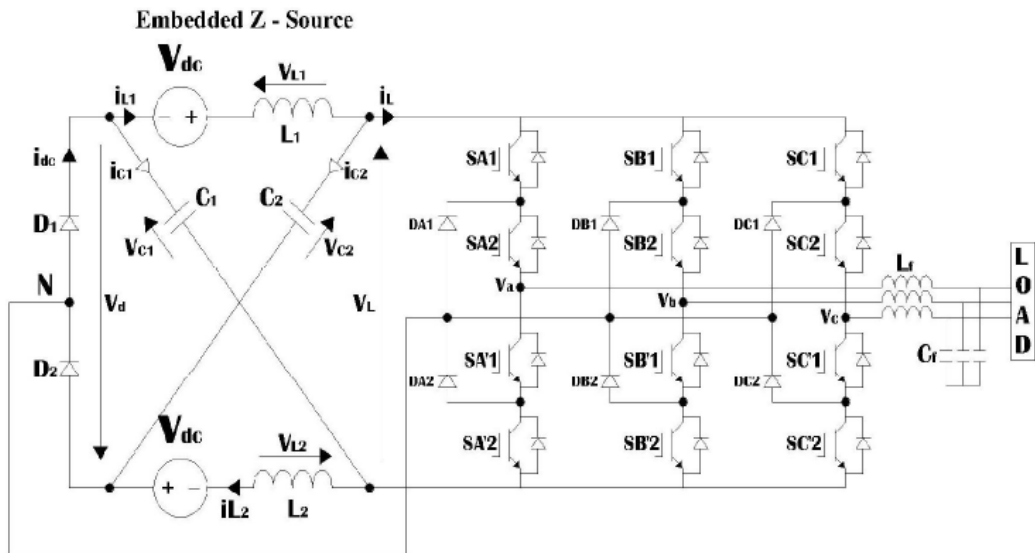 Embedded Z - Source
Vdc
VL1
iL1
iL
L1
idc
iC1
iC2
SA1
SB1
SC1
C1
C2
D1
DA1
DB1
DC1
VC1
VC2
SA2
SB2
SC2
N
Vd
VL
Va
Vb
Vc
Lf
L
O
A
D
D2
SA'1
SB'1
SC'1
Cf
DA2
DB2
DC2
Vdc
VL2
SA'2
SB'2
SC'2
iL2
L2
- +
+ -